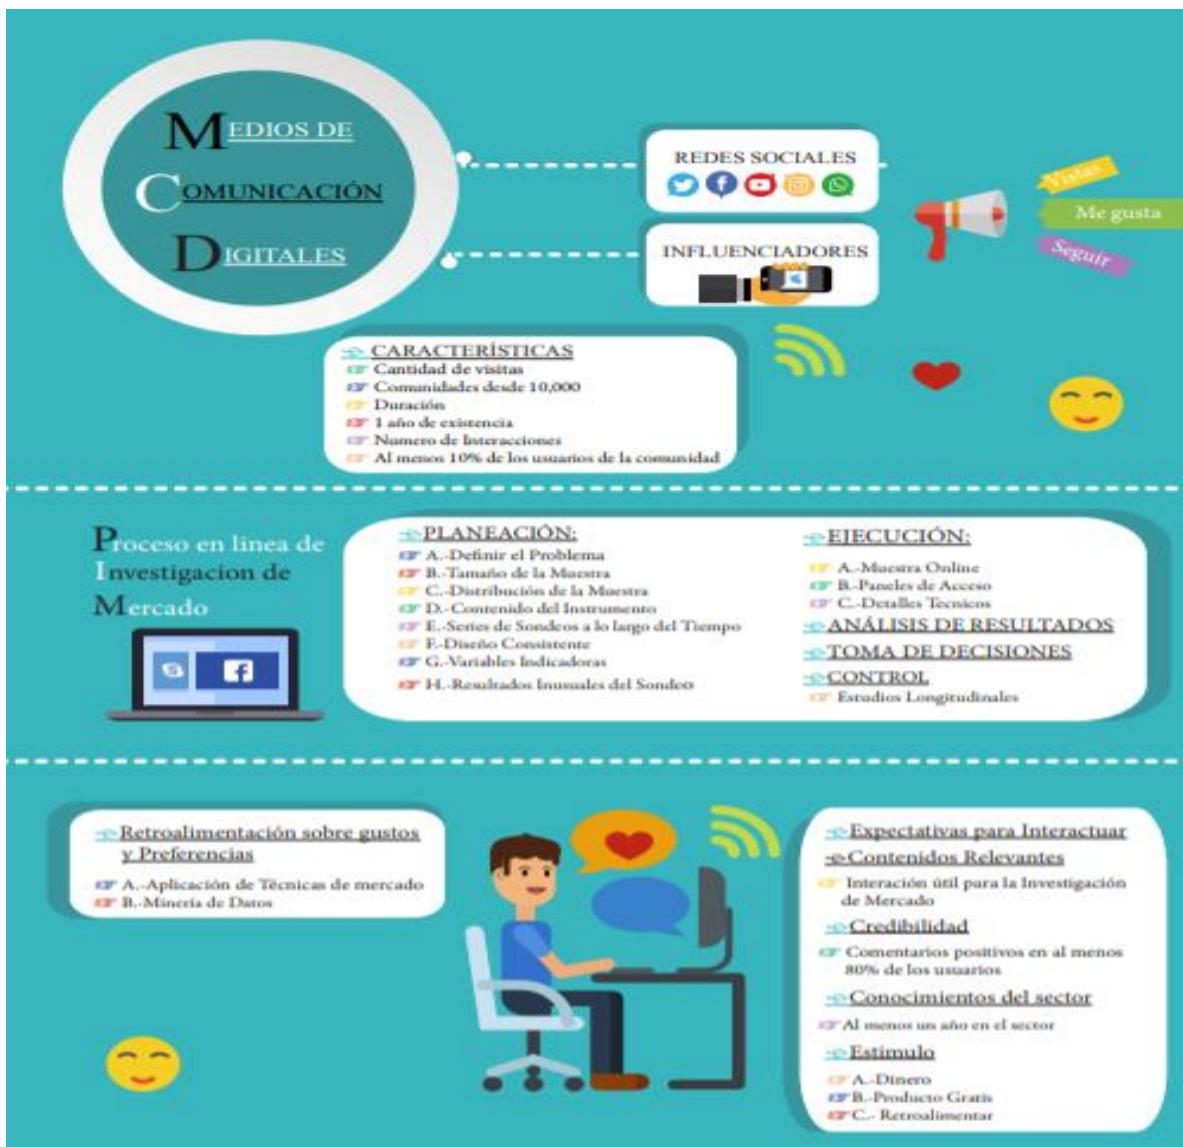 MEDIOS DE
COMUNICACIÓN
DIGITALES
REDES SOCIALES
INFLUENCIADORES
Vistas
Me gusta
Seguir
CARACTERÍSTICAS
Cantidad de visitas
Comunidades desde 10,000
Duración
1 año de existencia
Numero de Interacciones
Al menos 10% de los usuarios de la comunidad
Proceso en linea de
Investigacion de
Mercado
PLANEACIÓN:
A.-Definir el Problema
B.-Tamaño de la Muestra
C.-Distribución de la Muestra
D.-Contenido del Instrumento
E.-Series de Sondeos a lo largo del Tiempo
F.-Diseño Consistente
G.-Variables Indicadoras
H.-Resultados Inusuales del Sondeo
EJECUCIÓN:
A.-Muestra Online
B.-Paneles de Acceso
C.-Detalles Tecnicos
ANÁLISIS DE RESULTADOS
TOMA DE DECISIONES
CONTROL
Estudios Longitudinales
Retroalimentación sobre gustos
y Preferencias
A.-Aplicación de Técnicas de mercado
B.-Minería de Datos
Expectativas para Interactuar
Contenidos Relevantes
Interación útil para la Investigación
de Mercado
Credibilidad
Comentarios positivos en al menos
80% de los usuarios
Conocimientos del sector
Al menos un año en el sector
Estimulo
A.-Dinero
B.-Producto Gratis
C.- Retroalimentar